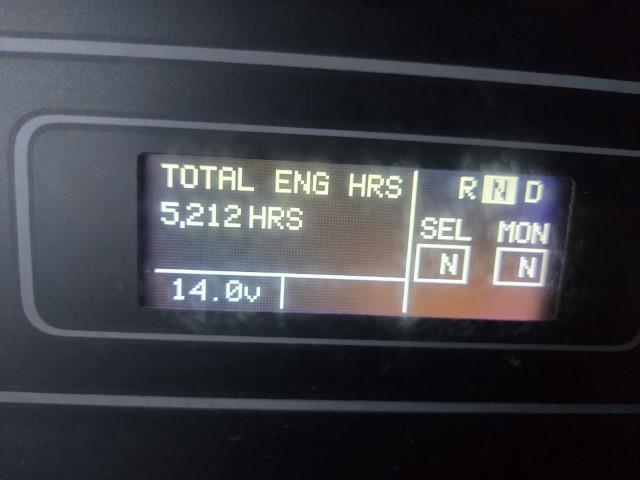 TOTAL ENG HRS
5,212 HRS
14.0v
R N D
SEL MON
N N